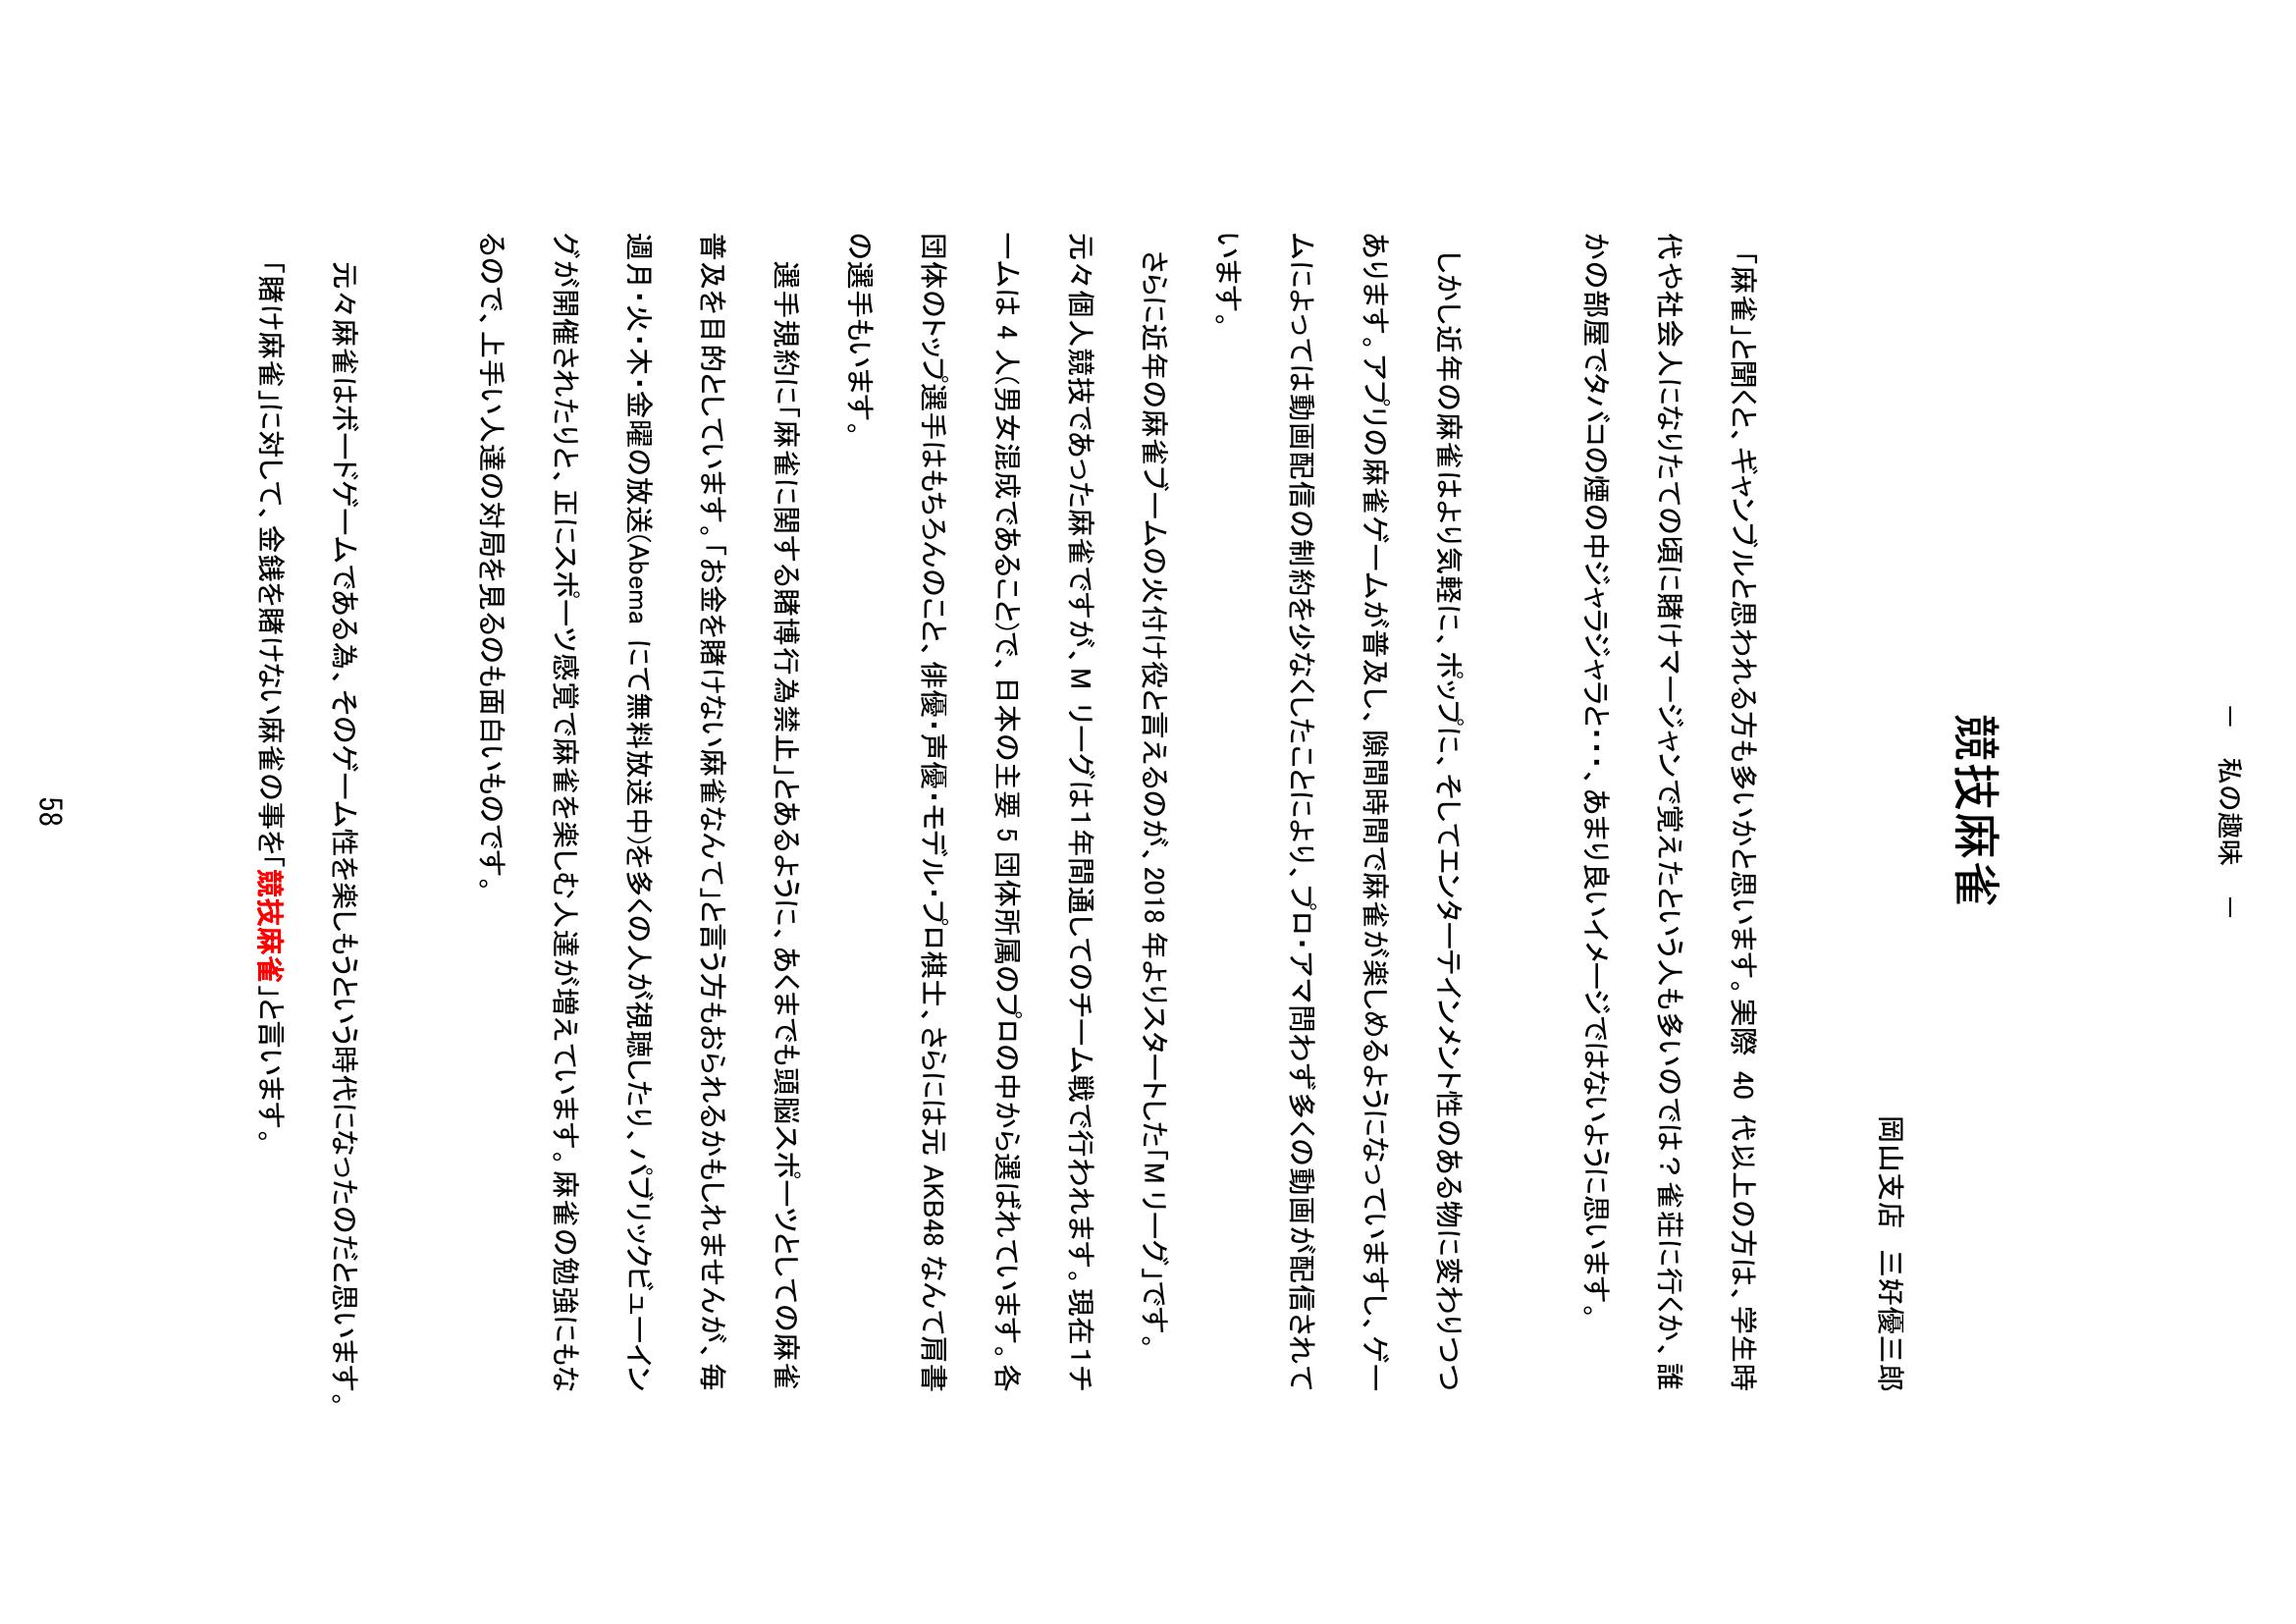 ― 私の趣味 ―
競技麻雀
岡山支店 三好優三郎
「麻雀」と聞くと、ギャンブルと思われる方も多いかと思います。実際 40 代以上の方は、学生時
代や社会人になりたての頃に賭けマージャンで覚えたという人も多いのでは？雀荘に行くか、誰
かの部屋でタバコの煙の中ジャラジャラと・・・、あまり良いイメージではないように思います。
しかし近年の麻雀はより気軽に、ポップに、そしてエンターテインメント性のある物に変わりつつ
あります。アプリの麻雀ゲームが普及し、隙間時間で麻雀が楽しめるようになっていますし、ゲー
ムによっては動画配信の制約を少なくしたことにより、プロ・アマ問わず多くの動画が配信されて
います。
さらに近年の麻雀ブームの火付け役と言えるのが、2018 年よりスタートした「M リーグ」です。
元々個人競技であった麻雀ですが、M リーグは1年間通してのチーム戦で行われます。現在1チ
ームは 4 人(男女混成であること)で、日本の主要 5 団体所属のプロの中から選ばれています。各
団体のトップ選手はもちろんのこと、俳優・声優・モデル・プロ棋士、さらには元 AKB48 なんて肩書
の選手もいます。
選手規約に「麻雀に関する賭博行為禁止」とあるように、あくまでも頭脳スポーツとしての麻雀
普及を目的としています。「お金を賭けない麻雀なんて」と言う方もおられるかもしれませんが、毎
週月・火・木・金曜の放送(Abema にて無料放送中)を多くの人が視聴したり、パブリックビューイン
グが開催されたりと、正にスポーツ感覚で麻雀を楽しむ人達が増えています。麻雀の勉強にもな
るので、上手い人達の対局を見るのも面白いものです。
元々麻雀はボードゲームである為、そのゲーム性を楽しもうという時代になったのだと思います。
「賭け麻雀」に対して、金銭を賭けない麻雀の事を「競技麻雀」と言います。
58